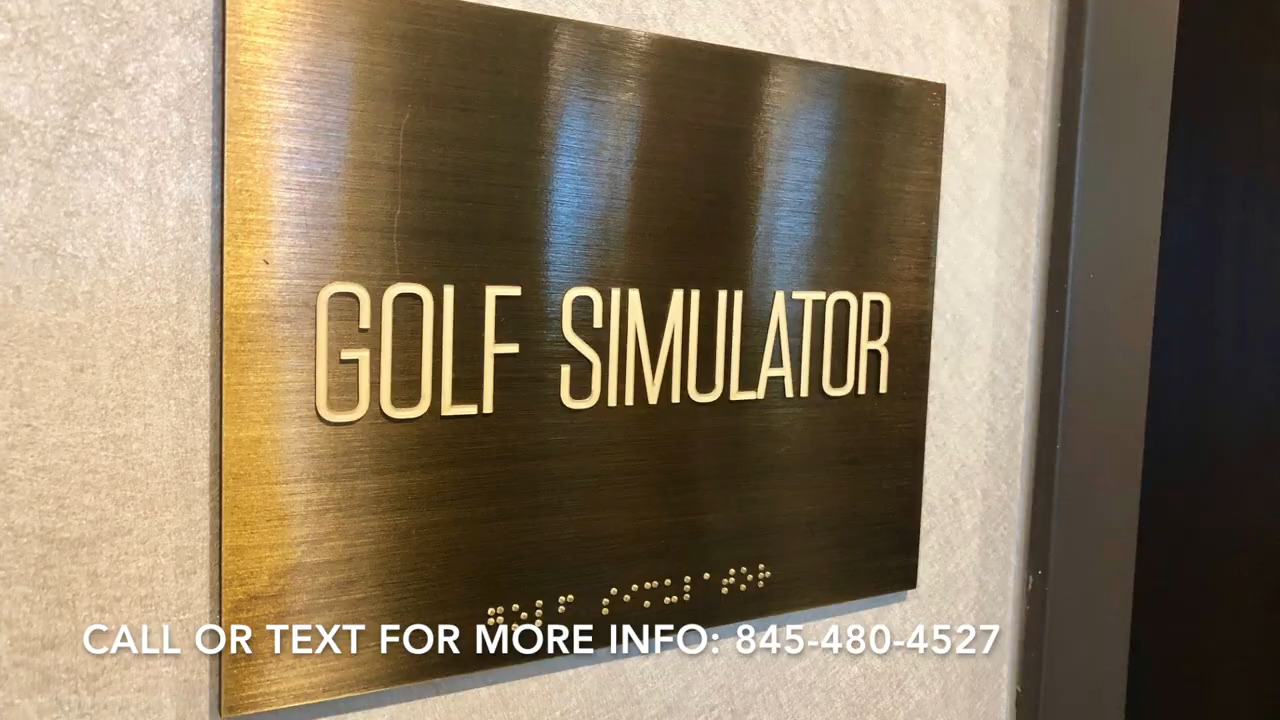 GOLF SIMULATOR
⠛⠕⠇⠋ ⠎⠊⠍⠥⠇⠁⠞⠕⠗
CALL OR TEXT FOR MORE INFO: 845-480-4527